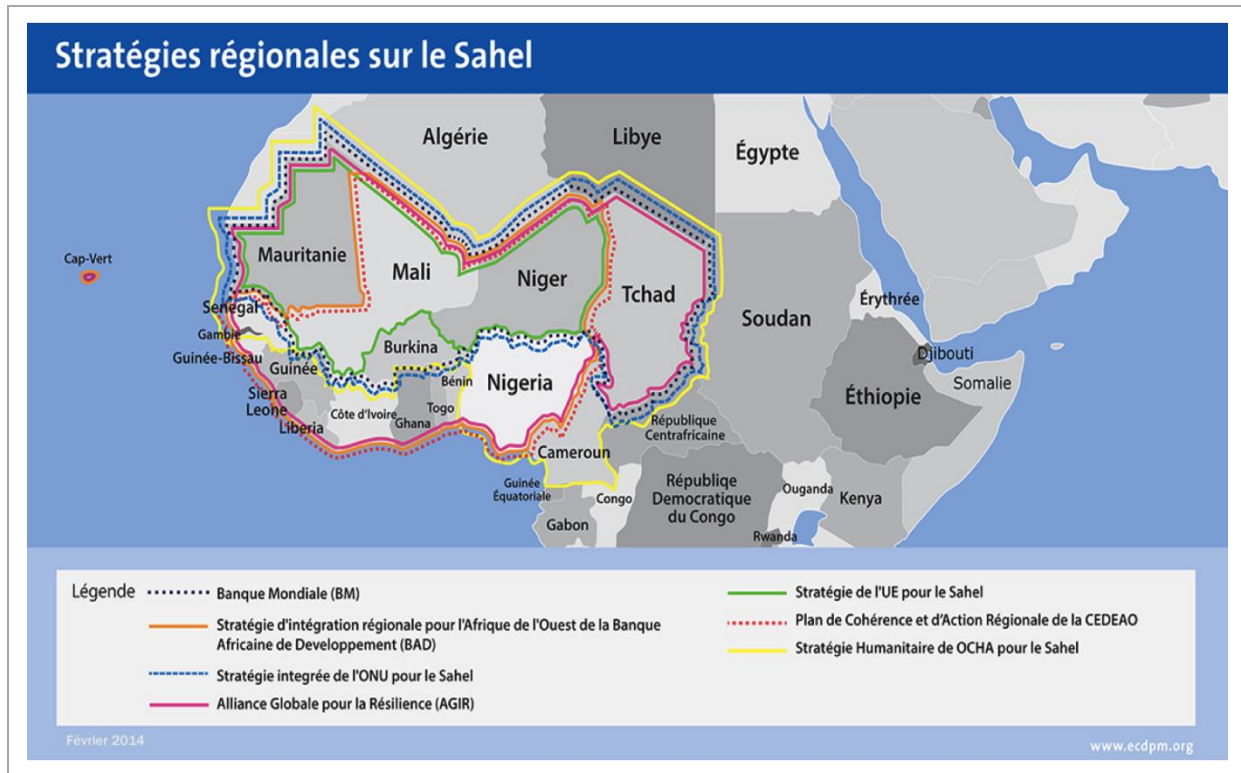 Stratégies régionales sur le Sahel
Algérie
Libye
Égypte
Mauritanie
Cap-Vert
Mali
Niger
Tchad
Érythrée
Sénégal
Soudan
Gambie
Burkina
Djibouti
Guinée-Bissau
Guinée
Bénin
Nigeria
Somalie
Sierra
Leone
Éthiopie
Côte d'Ivoire
Togo
Ghana
Liberia
République
Centrafricaine
Cameroun
Guinée
Équatoriale
Républiqe
Democratique
du Congo
Ouganda
Kenya
Congo
Gabon
Rwanda
Légende
Banque Mondiale (BM)
Stratégie d'intégration régionale pour l'Afrique de l'Ouest de la Banque
Africaine de Developpement (BAD)
Stratégie integrée de l'ONU pour le Sahel
Alliance Globale pour la Résilience (AGIR)
Stratégie de l'UE pour le Sahel
Plan de Cohérence et d'Action Régionale de la CEDEAO
Stratégie Humanitaire de OCHA pour le Sahel
Février 2014
www.ecdpm.org